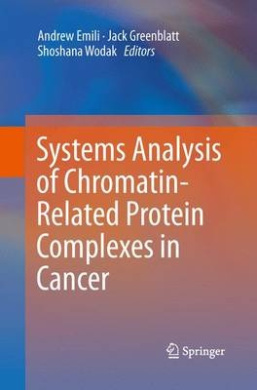 Andrew Emili · Jack Greenblatt
Shoshana Wodak Editors
Systems Analysis
of Chromatin-
Related Protein
Complexes in
Cancer
Springer